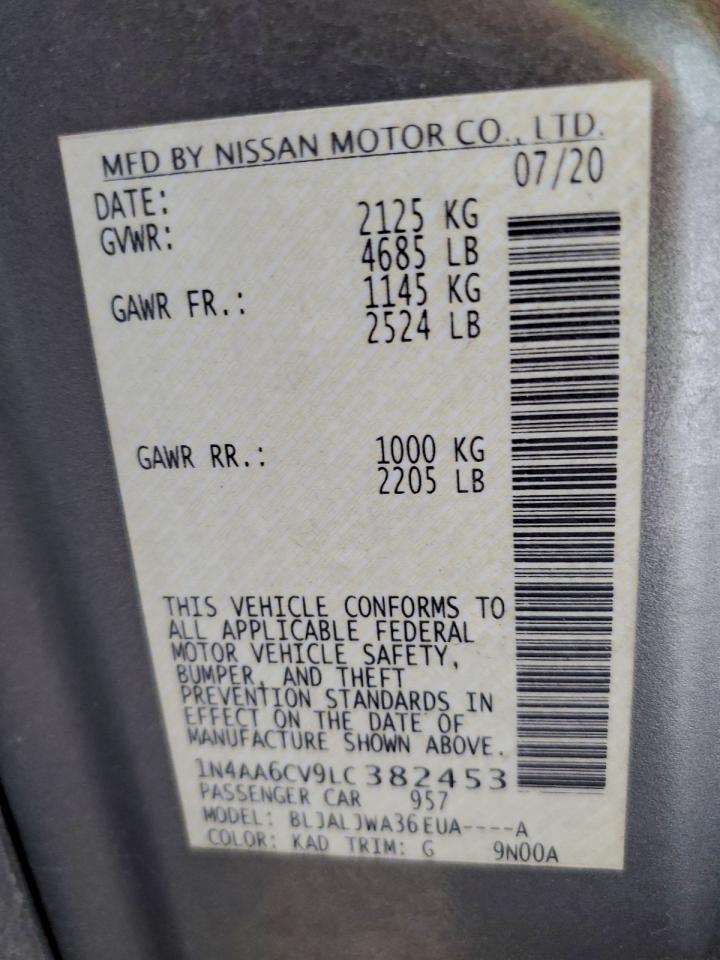 MFD BY NISSAN MOTOR CO., LTD.
DATE: 07/20
GVWR: 2125 KG
4685 LB
GAWR FR.: 1145 KG
2524 LB
GAWR RR.: 1000 KG
2205 LB
THIS VEHICLE CONFORMS TO
ALL APPLICABLE FEDERAL
MOTOR VEHICLE SAFETY,
BUMPER, AND THEFT
PREVENTION STANDARDS IN
EFFECT ON THE DATE OF
MANUFACTURE SHOWN ABOVE.
1N4AA6CV9LC382453
PASSENGER CAR 957
MODEL: BLJALJWA36EUA----A
COLOR: KAD TRIM: G 9N00A